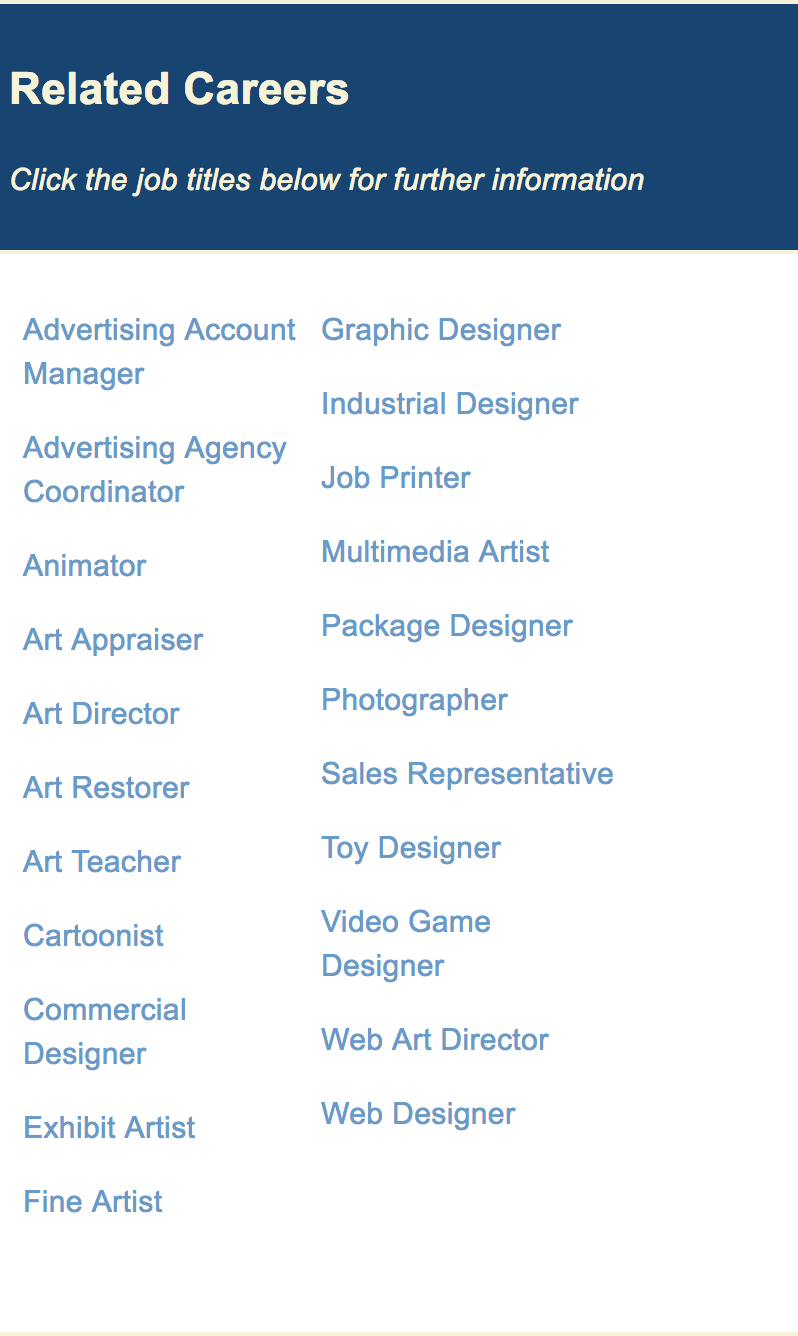 Related Careers
Click the job titles below for further information
Advertising Account
Manager
Advertising Agency
Coordinator
Animator
Art Appraiser
Art Director
Art Restorer
Art Teacher
Cartoonist
Commercial
Designer
Exhibit Artist
Fine Artist
Graphic Designer
Industrial Designer
Job Printer
Multimedia Artist
Package Designer
Photographer
Sales Representative
Toy Designer
Video Game
Designer
Web Art Director
Web Designer